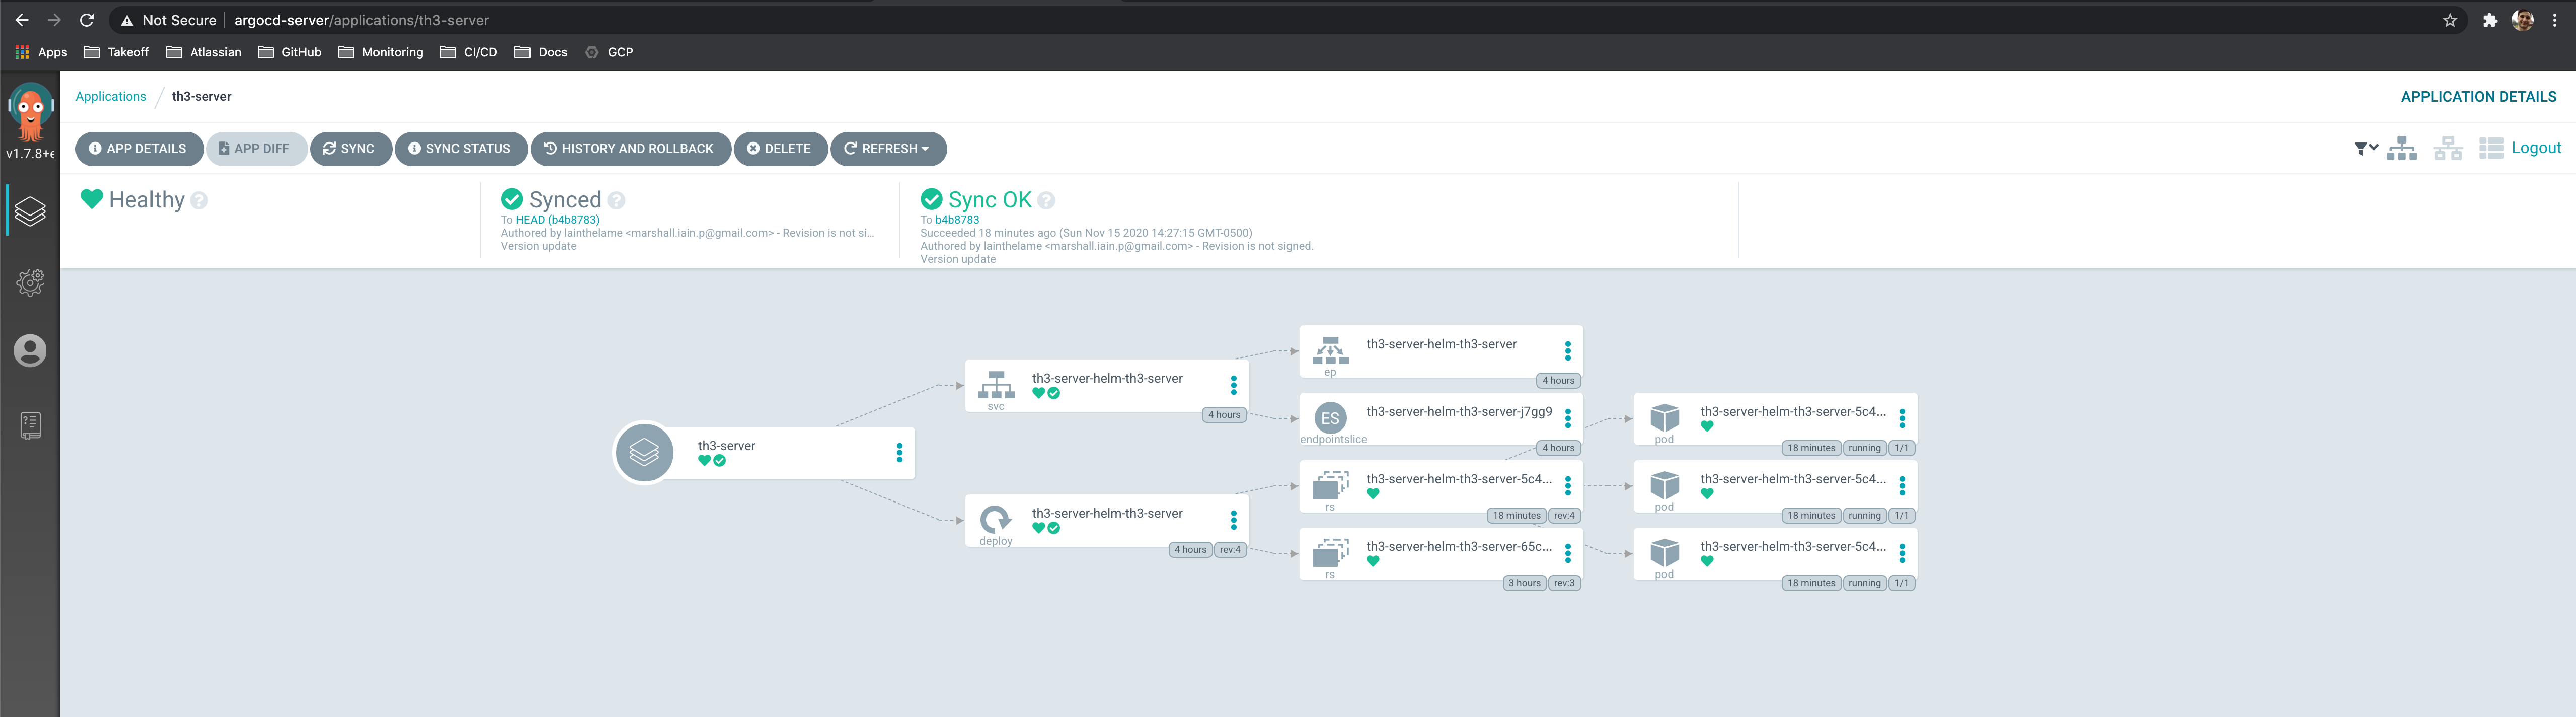 Not Secure argocd-server/applications/th3-server
Apps Takeoff Atlassian GitHub Monitoring CI/CD Docs GCP
Applications / th3-server APPLICATION DETAILS
v1.7.8+e
APP DETAILS APP DIFF SYNC SYNC STATUS HISTORY AND ROLLBACK DELETE REFRESH Logout
Healthy ?
Synced ?
To HEAD (b4b8783)
Authored by Iainthelame <marshall.iain.p@gmail.com> - Revision is not si...
Version update
Sync OK ?
To b4b8783
Succeeded 18 minutes ago (Sun Nov 15 2020 14:27:15 GMT-0500)
Authored by Iainthelame <marshall.iain.p@gmail.com> - Revision is not signed.
Version update
th3-server
th3-server-helm-th3-server
svc
4 hours
th3-server-helm-th3-server
deploy
4 hours rev:4
th3-server-helm-th3-server
ep
4 hours
ES
th3-server-helm-th3-server-j7gg9
endpointslice
4 hours
th3-server-helm-th3-server-5c4...
rs
18 minutes rev:4
th3-server-helm-th3-server-65c...
rs
3 hours rev:3
th3-server-helm-th3-server-5c4...
pod
18 minutes running 1/1
th3-server-helm-th3-server-5c4...
pod
18 minutes running 1/1
th3-server-helm-th3-server-5c4...
pod
18 minutes running 1/1